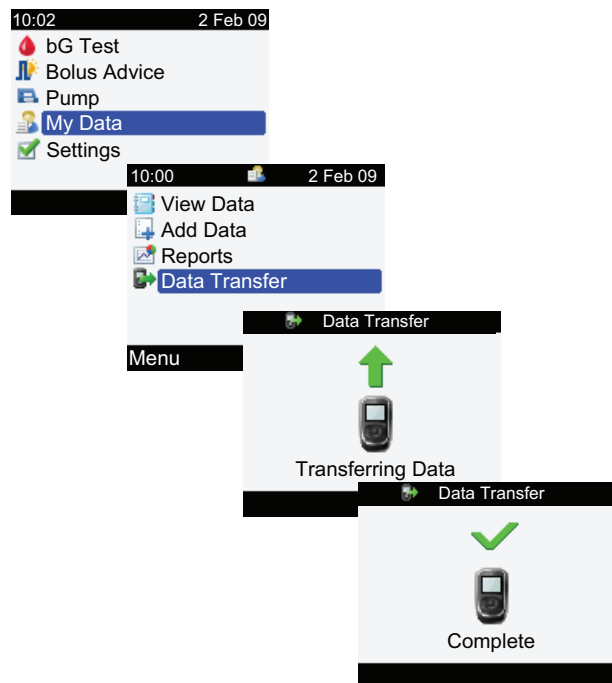 10:02 2 Feb 09
bG Test
Bolus Advice
Pump
My Data
Settings
10:00 2 Feb 09
View Data
Add Data
Reports
Data Transfer
Menu
Data Transfer
Transferring Data
Data Transfer
Complete